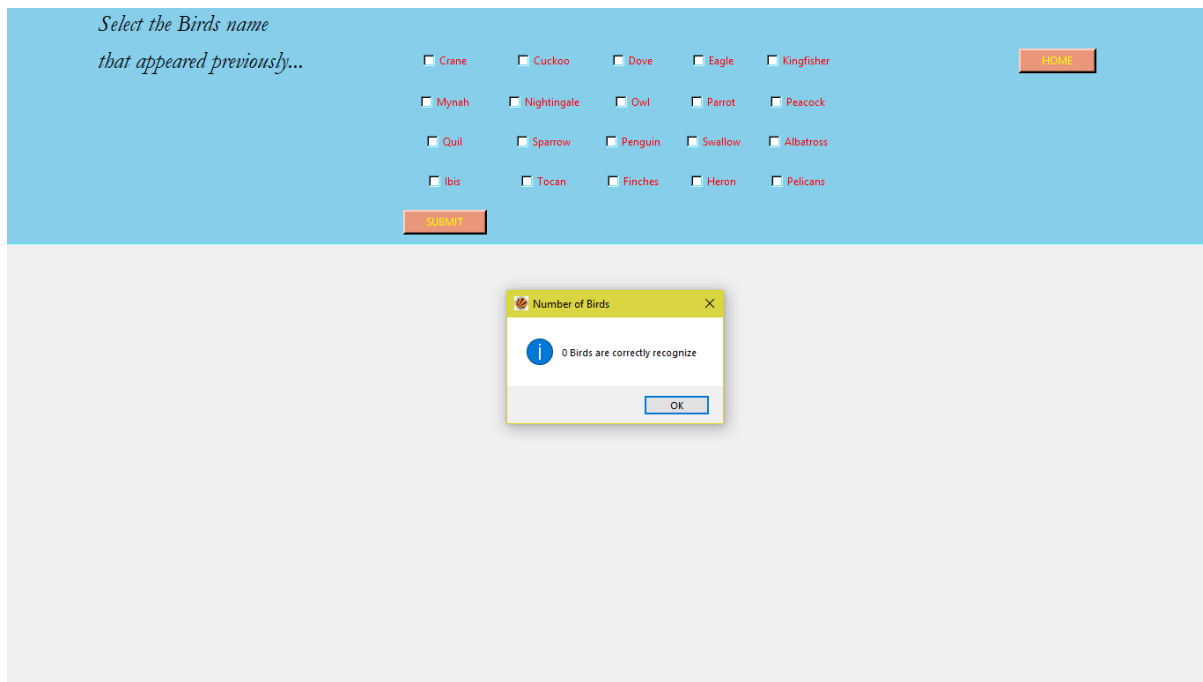 Select the Birds name
that appeared previously...
Crane Cuckoo Dove Eagle Kingfisher HOME
Mynah Nightingale Owl Parrot Peacock
Quil Sparrow Penguin Swallow Albatross
Ibis Tocan Finches Heron Pelicans
SUBMIT
Number of Birds
0 Birds are correctly recognize
OK